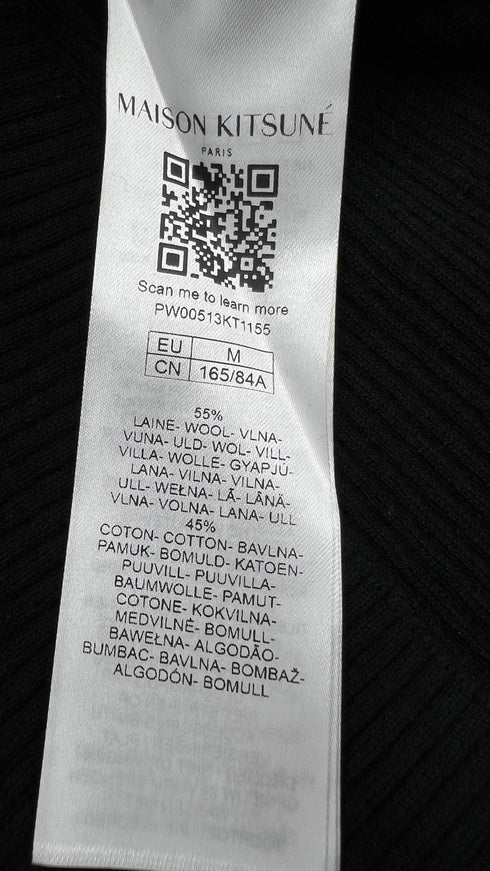 MAISON KITSUNÉ
PARIS
Scan me to learn more
PW00513KT1155
EU M
CN 165/84A
55%
LAINE- WOOL- VLNA-
VUNA- ULD- WOL- VILL-
VILLA- WOLLE- GYAPJÚ-
LANA- VILNA- VILNA-
ULL- WEŁNA- LÃ- LÂNÄ-
VLNA- VOLNA- LANA- ULL
45%
COTON- COTTON- BAVLNA-
PAMUK- BOMULD- KATOEN-
PUUVILL- PUUVILLA-
BAUMWOLLE- PAMUT-
COTONE- KOKVILNA-
MEDVILNĖ- BOMULL-
BAWEŁNA- ALGODÃO-
BUMBAC- BAVLNA- BOMBAŽ-
ALGODÓN- BOMULL